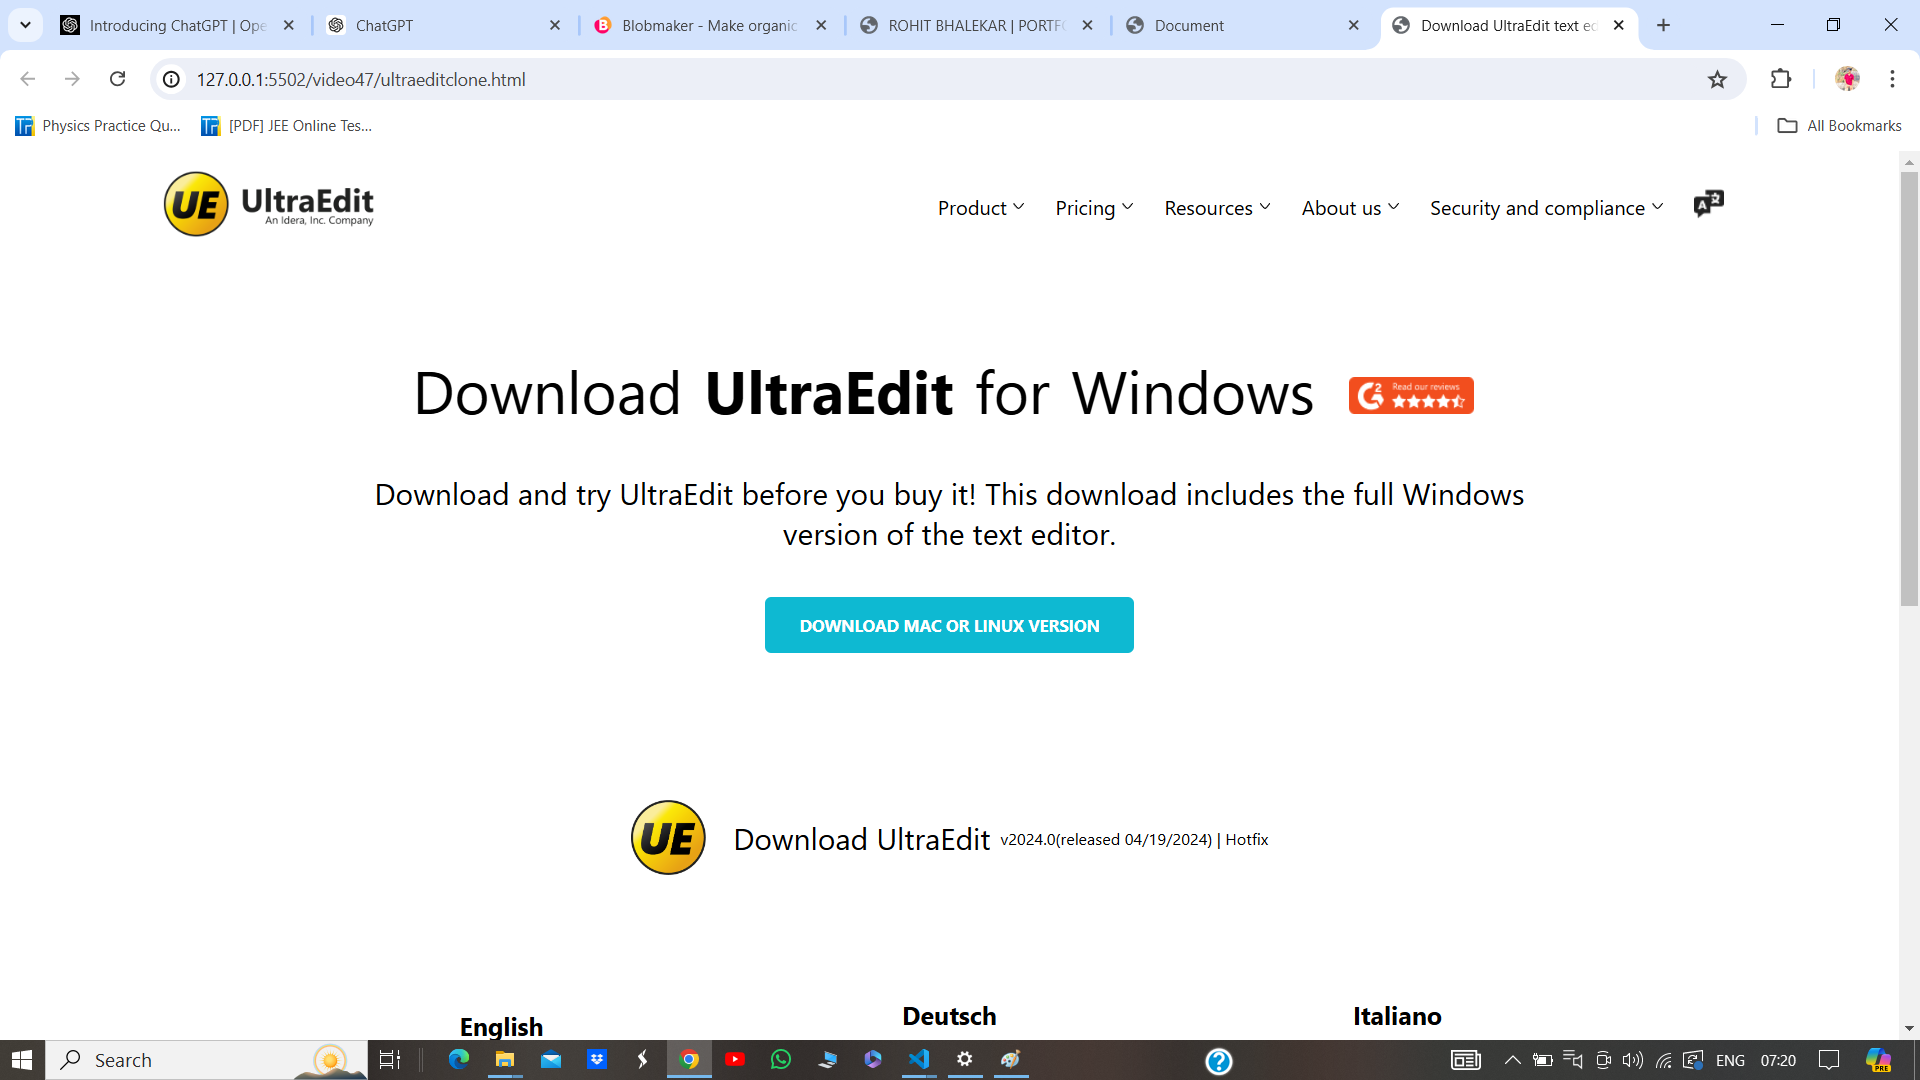 Introducing ChatGPT | Ope
ChatGPT
Blobmaker - Make organic
ROHIT BHALEKAR | PORTF
Document
Download UltraEdit text ed
127.0.0.1:5502/video47/ultraeditclone.html
Physics Practice Qu...
[PDF] JEE Online Tes...
All Bookmarks
UE UltraEdit
An Idera, Inc. Company
Product
Pricing
Resources
About us
Security and compliance
Download UltraEdit for Windows
Read our reviews
Download and try UltraEdit before you buy it! This download includes the full Windows
version of the text editor.
DOWNLOAD MAC OR LINUX VERSION
UE
Download UltraEdit v2024.0(released 04/19/2024) | Hotfix
English
Deutsch
Italiano
Search
ENG
07:20
PRE